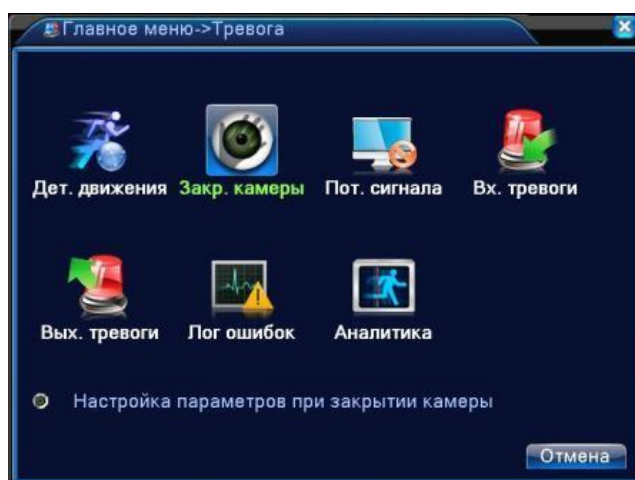 Главное меню->Тревога
Дет. движения Закр. камеры Пот. сигнала Вх. тревоги
Вых. тревоги Лог ошибок Аналитика
Настройка параметров при закрытии камеры
Отмена